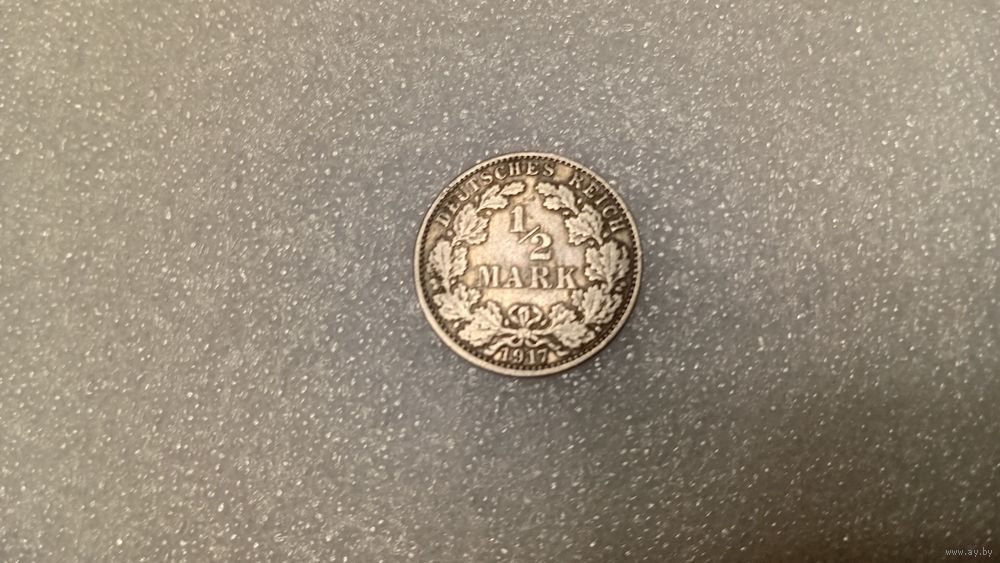 DEUTSCHES REICH
1/2
MARK
1917
www.ay.by